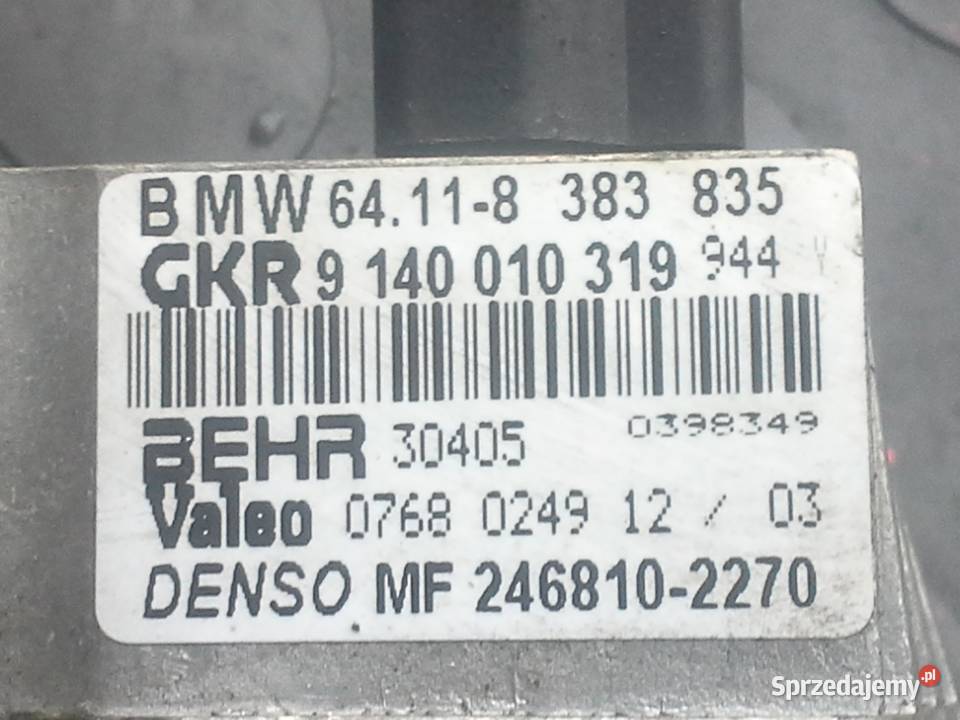 BMW 64.11-8 383 835
GKR 9 140 010 319 944 Y
BEHR 30405 0398349
Valeo 0768 0249 12 / 03
DENSO MF 246810-2270
Sprzedajemy.pl